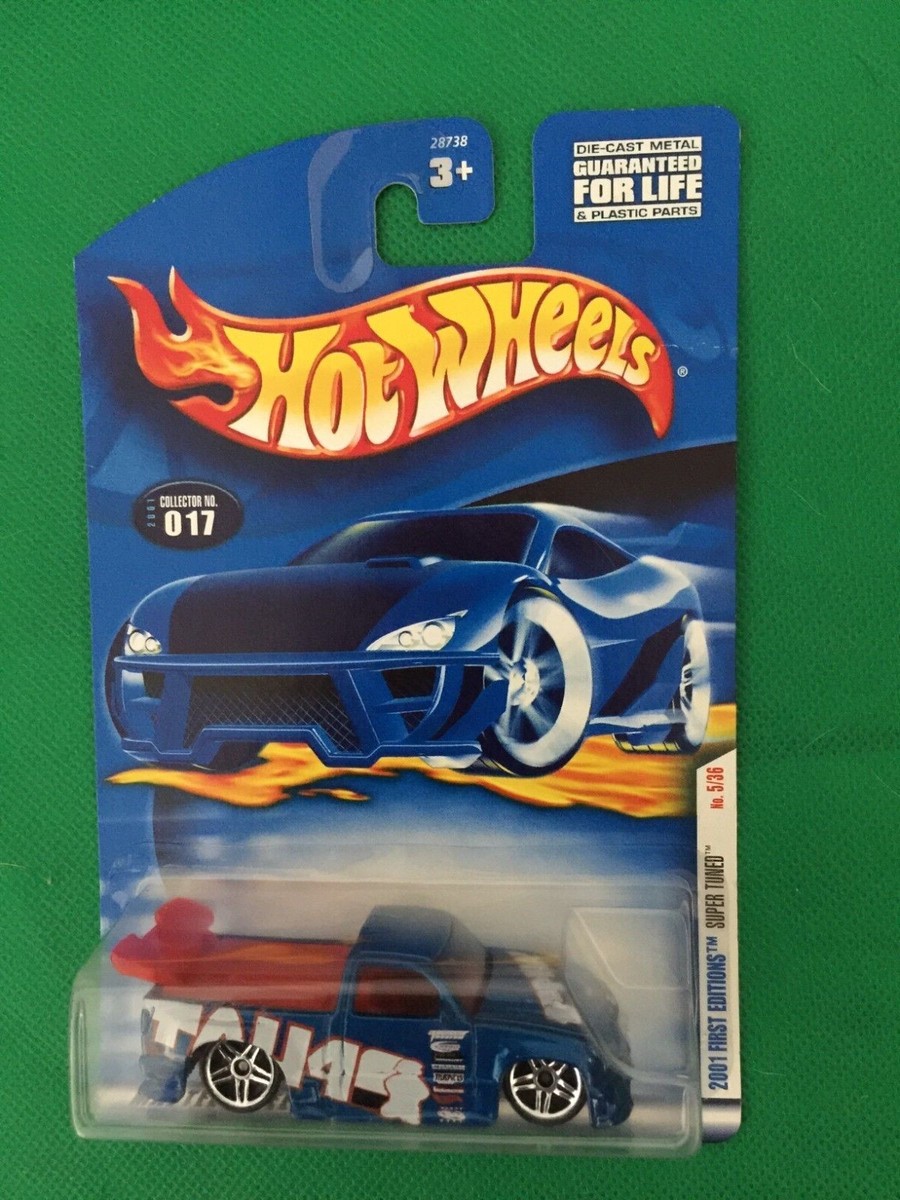 28738
3+
DIE-CAST METAL
GUARANTEED
FOR LIFE
& PLASTIC PARTS
HOT WHEELS®
2001
COLLECTOR NO.
017
2001 FIRST EDITIONS™ SUPER TUNED™ No. 5/36